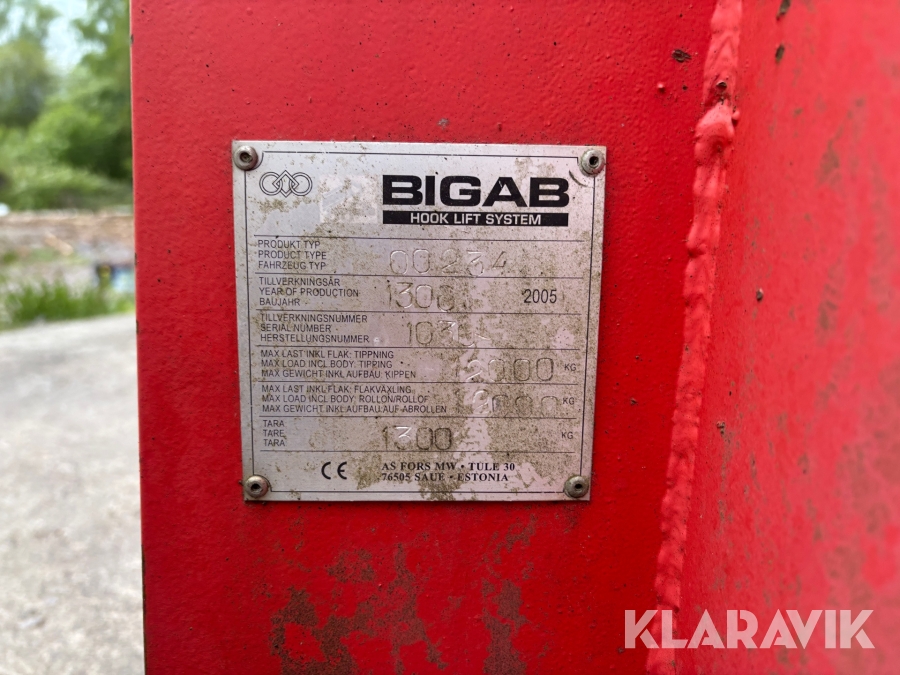 BIGAB
HOOK LIFT SYSTEM
PRODUKT TYP
PRODUCT TYPE
FAHRZEUG TYP
00234
TILLVERKNINGSÅR
YEAR OF PRODUCTION
BAUJAHR
2005
TILLVERKNINGSNUMMER
SERIAL NUMBER
HERSTELLUNGSNUMMER
MAX LAST INKL FLAK: TIPPNING
MAX LOAD INCL BODY: TIPPING
MAX GEWICHT INKL AUFBAU: KIPPEN
12000 KG
MAX LAST INKL FLAK: FLAKVÄXLING
MAX LOAD INCL BODY: ROLLON/ROLLOF
MAX GEWICHT INKL AUFBAU: AUF-ABROLLEN
KG
TARA
TARE
TARA
1300 KG
CE
AS FORS MW • TULE 30
76505 SAUE • ESTONIA
KLARAVIK